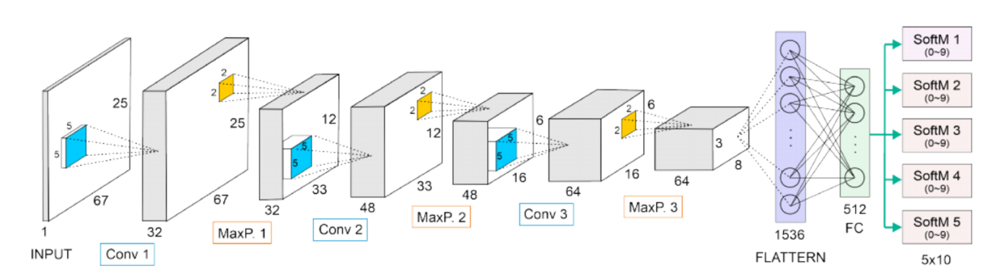 5
5
25
67
1
INPUT
Conv 1
2
2
25
67
32
MaxP. 1
5
5
12
33
32
Conv 2
2
2
12
33
48
MaxP. 2
5
5
6
16
48
Conv 3
2
2
6
16
64
MaxP. 3
3
8
64
1536
FLATTERN
512
FC
SoftM 1
(0~9)
SoftM 2
(0~9)
SoftM 3
(0~9)
SoftM 4
(0~9)
SoftM 5
(0~9)
5x10